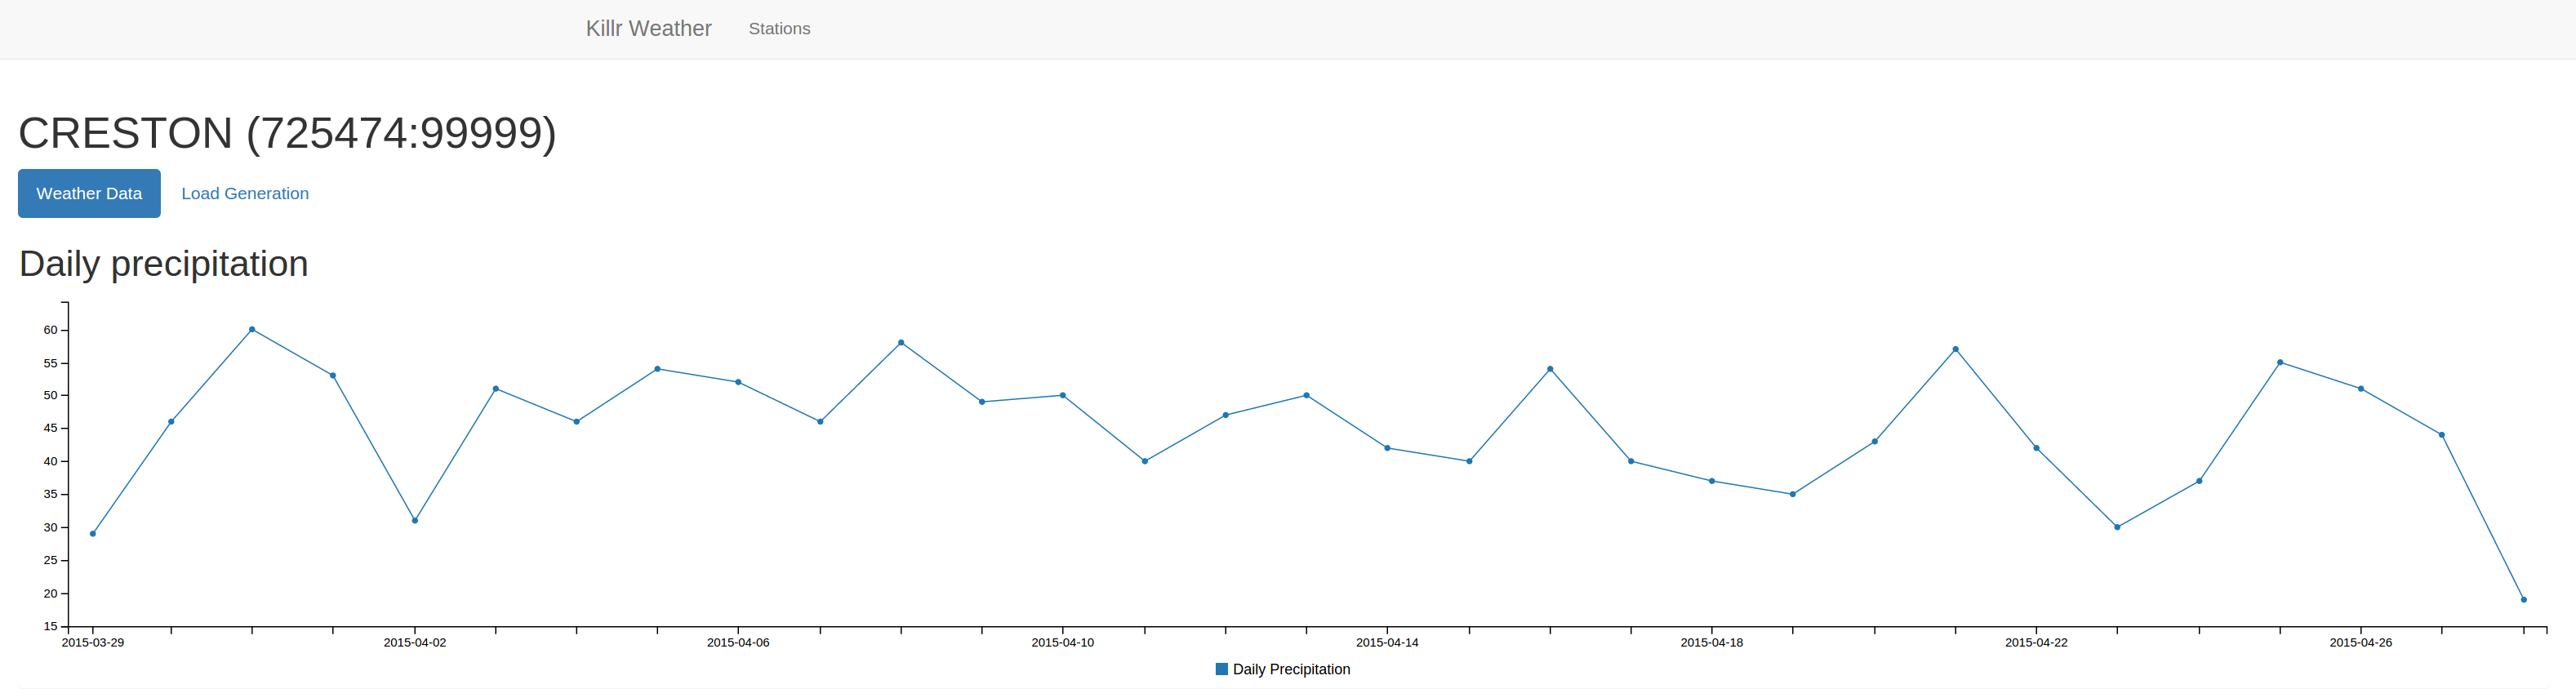 Killr Weather Stations
CRESTON (725474:99999)
Weather Data Load Generation
Daily precipitation
60
55
50
45
40
35
30
25
20
15
2015-03-29 2015-04-02 2015-04-06 2015-04-10 2015-04-14 2015-04-18 2015-04-22 2015-04-26
Daily Precipitation